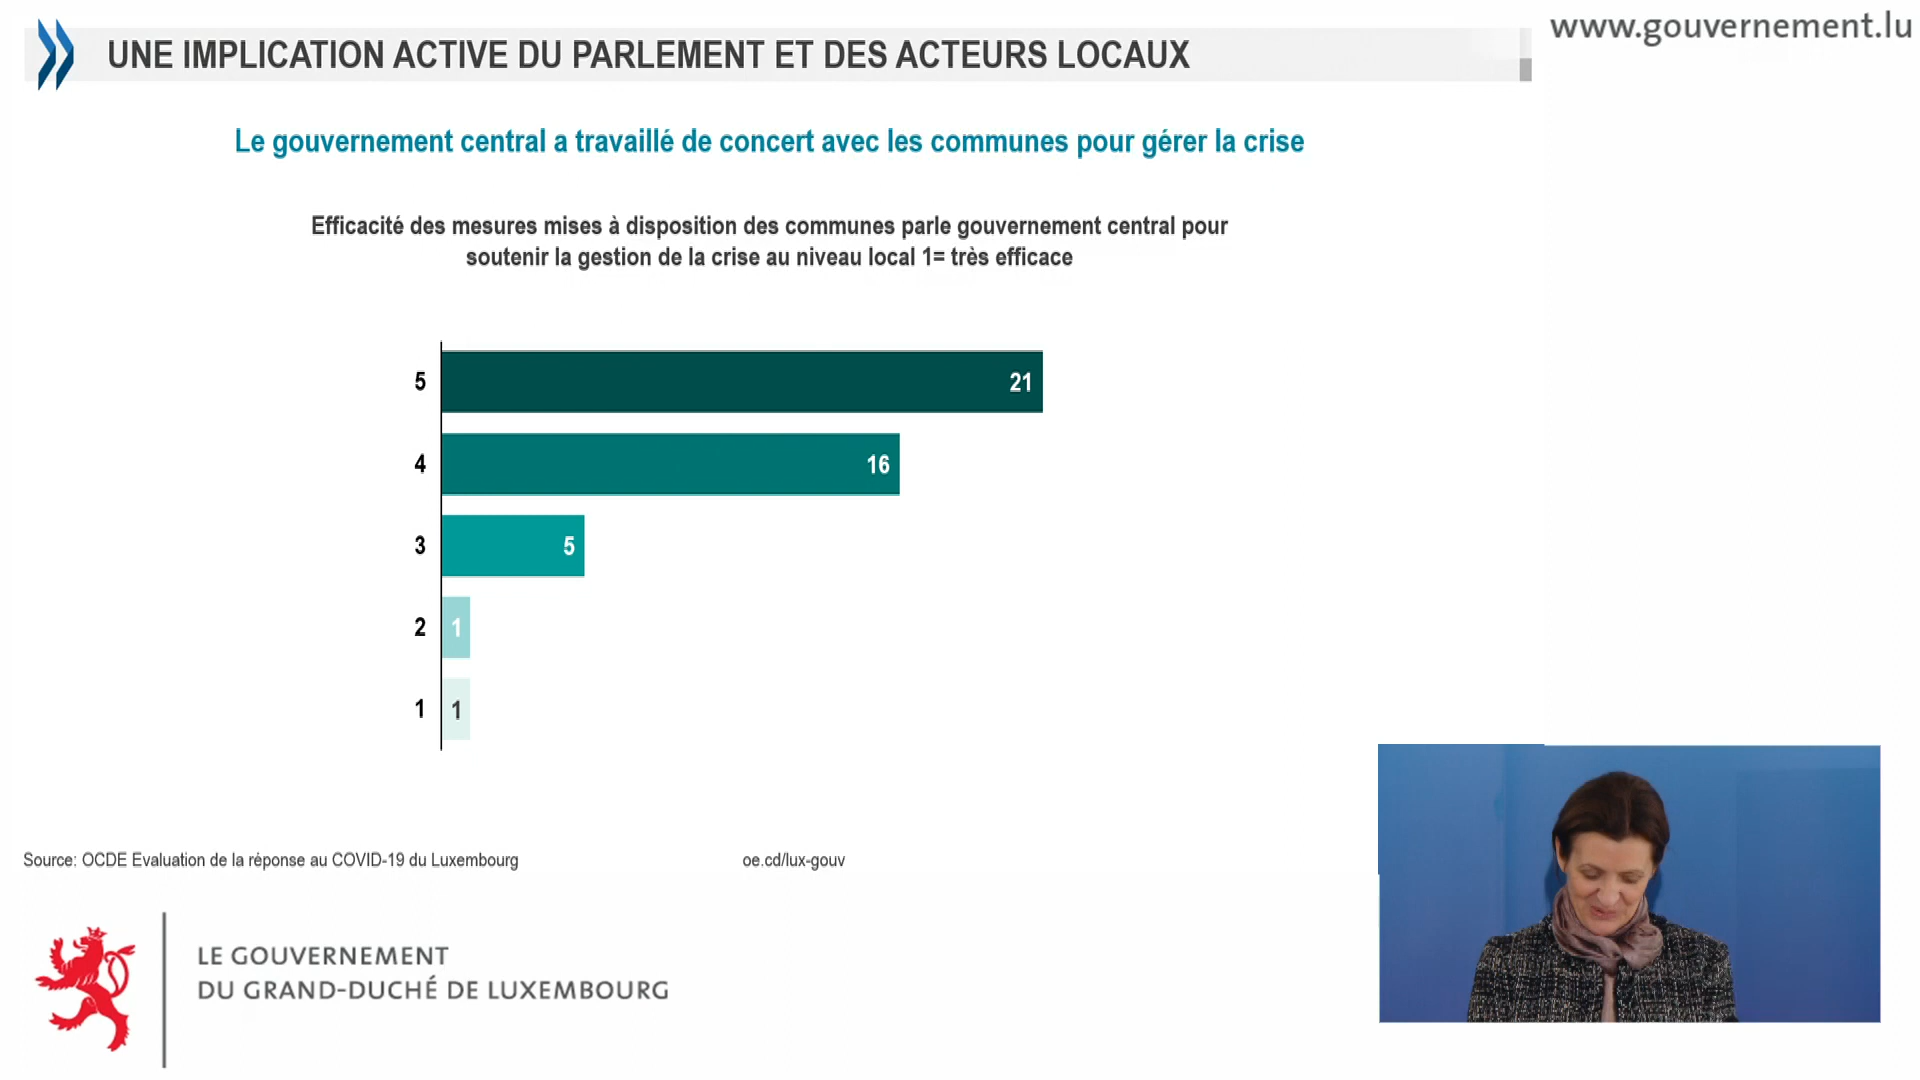 www.gouvernement.lu
UNE IMPLICATION ACTIVE DU PARLEMENT ET DES ACTEURS LOCAUX
Le gouvernement central a travaillé de concert avec les communes pour gérer la crise
Efficacité des mesures mises à disposition des communes parle gouvernement central pour
soutenir la gestion de la crise au niveau local 1= très efficace
5 21
4 16
3 5
2 1
1 1
Source: OCDE Evaluation de la réponse au COVID-19 du Luxembourg oe.cd/lux-gouv
LE GOUVERNEMENT
DU GRAND-DUCHÉ DE LUXEMBOURG